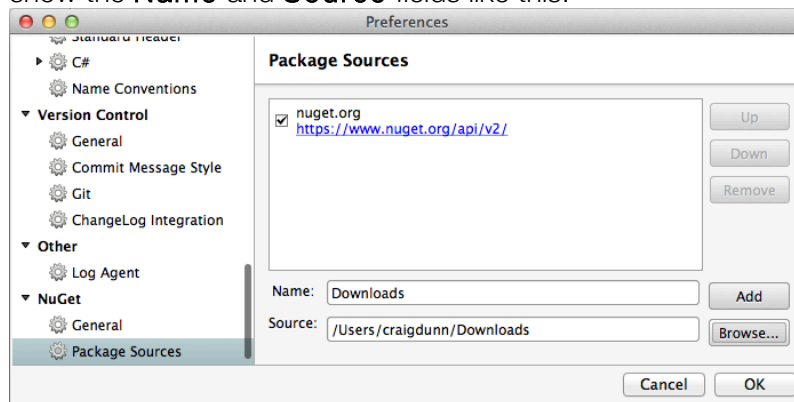 show the Name and Source fields like this:
Preferences
Standard Header
C#
Name Conventions
Version Control
General
Commit Message Style
Git
ChangeLog Integration
Other
Log Agent
NuGet
General
Package Sources
Package Sources
nuget.org
https://www.nuget.org/api/v2/
Up
Down
Remove
Name: Downloads
Add
Source: /Users/craigdunn/Downloads
Browse...
Cancel
OK